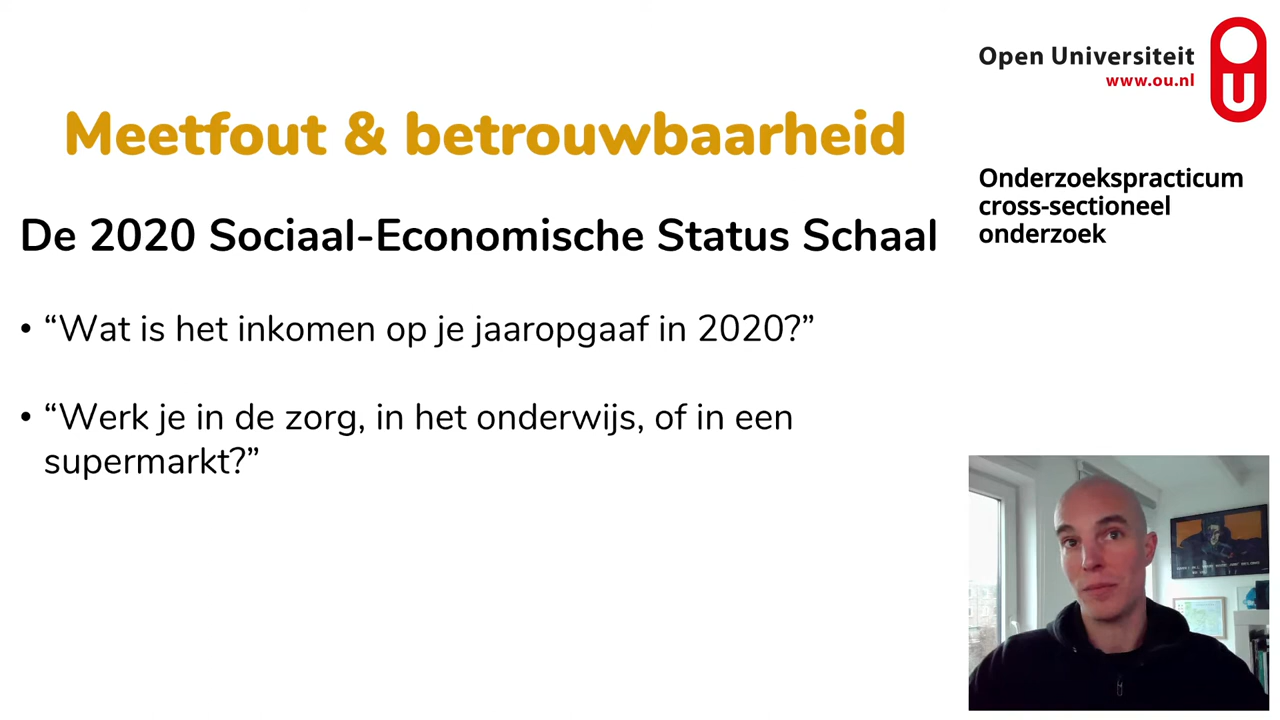 Open Universiteit
www.ou.nl
Meetfout & betrouwbaarheid
Onderzoekspracticum
cross-sectioneel
onderzoek
De 2020 Sociaal-Economische Status Schaal
• “Wat is het inkomen op je jaaropgaaf in 2020?”
• “Werk je in de zorg, in het onderwijs, of in een
supermarkt?”